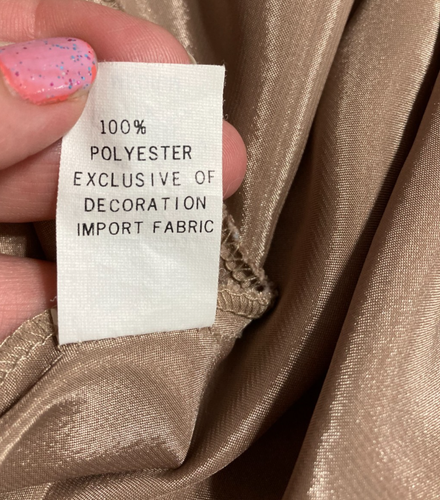 100%
POLYESTER
EXCLUSIVE OF
DECORATION
IMPORT FABRIC